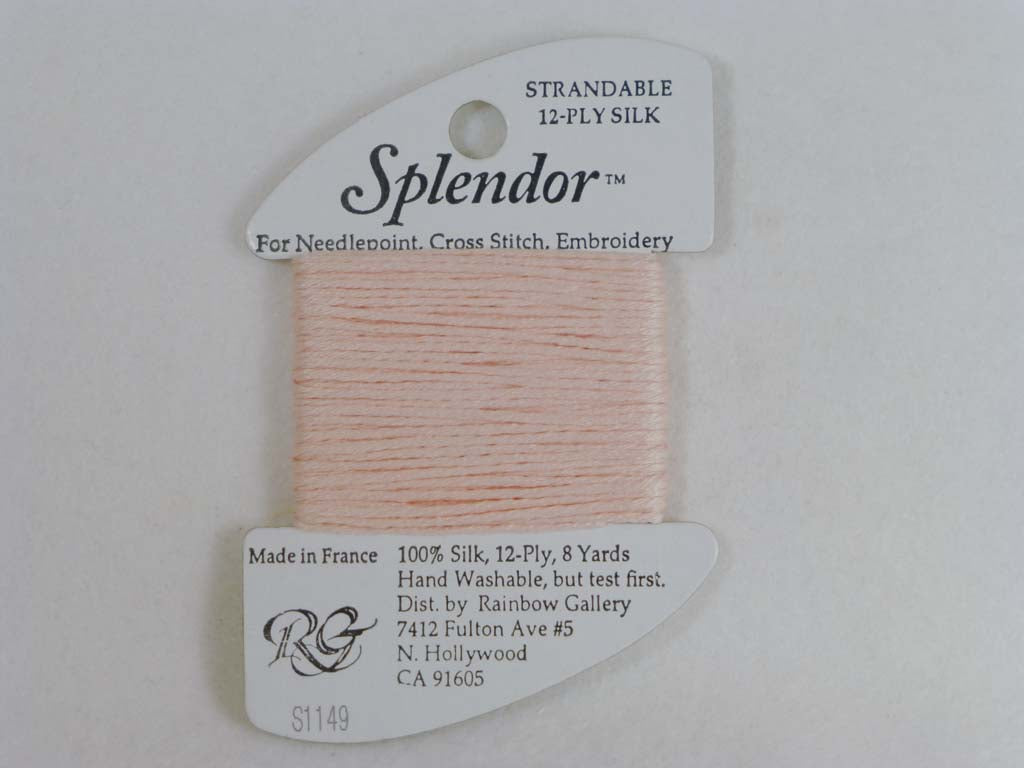 STRANDABLE
12-PLY SILK
Splendor™
For Needlepoint, Cross Stitch, Embroidery
Made in France
100% Silk, 12-Ply, 8 Yards
Hand Washable, but test first.
Dist. by Rainbow Gallery
7412 Fulton Ave #5
N. Hollywood
CA 91605
RG
S1149